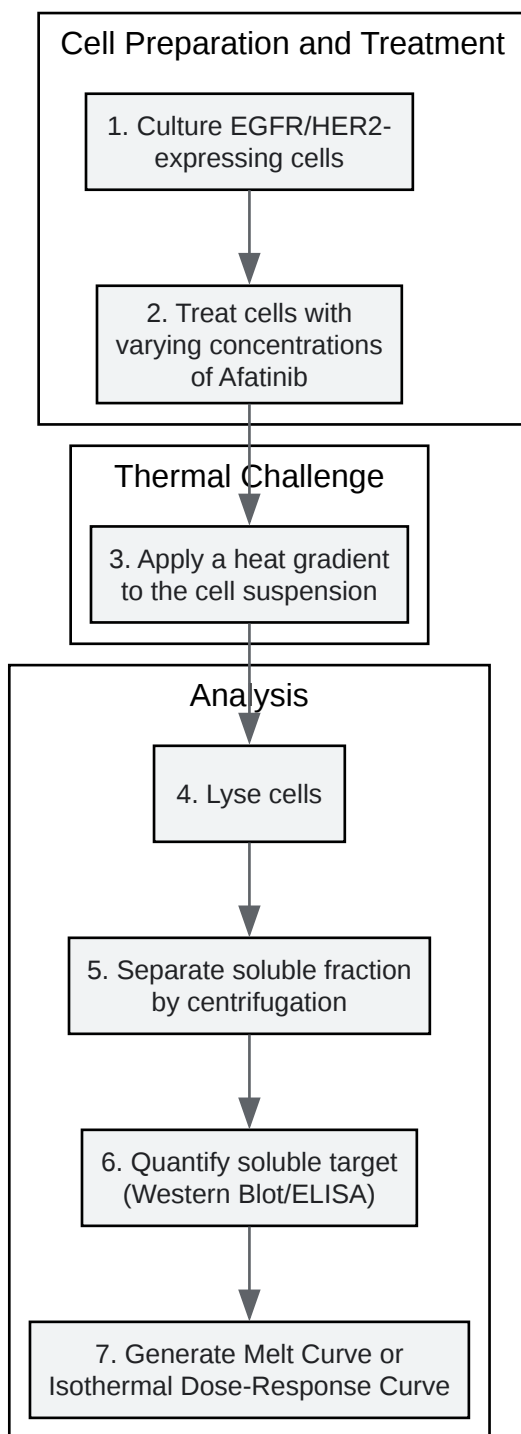 Cell Preparation and Treatment
1. Culture EGFR/HER2-
expressing cells
2. Treat cells with
varying concentrations
of Afatinib
Thermal Challenge
3. Apply a heat gradient
to the cell suspension
Analysis
4. Lyse cells
5. Separate soluble fraction
by centrifugation
6. Quantify soluble target
(Western Blot/ELISA)
7. Generate Melt Curve or
Isothermal Dose-Response Curve